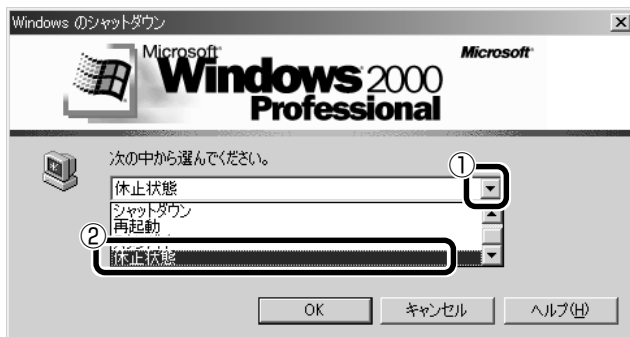 Windows のシャットダウン
Microsoft
Windows 2000
Professional
Microsoft
次の中から選んでください。
①
休止状態
シャットダウン
再起動
②
休止状態
OK
キャンセル
ヘルプ(H)